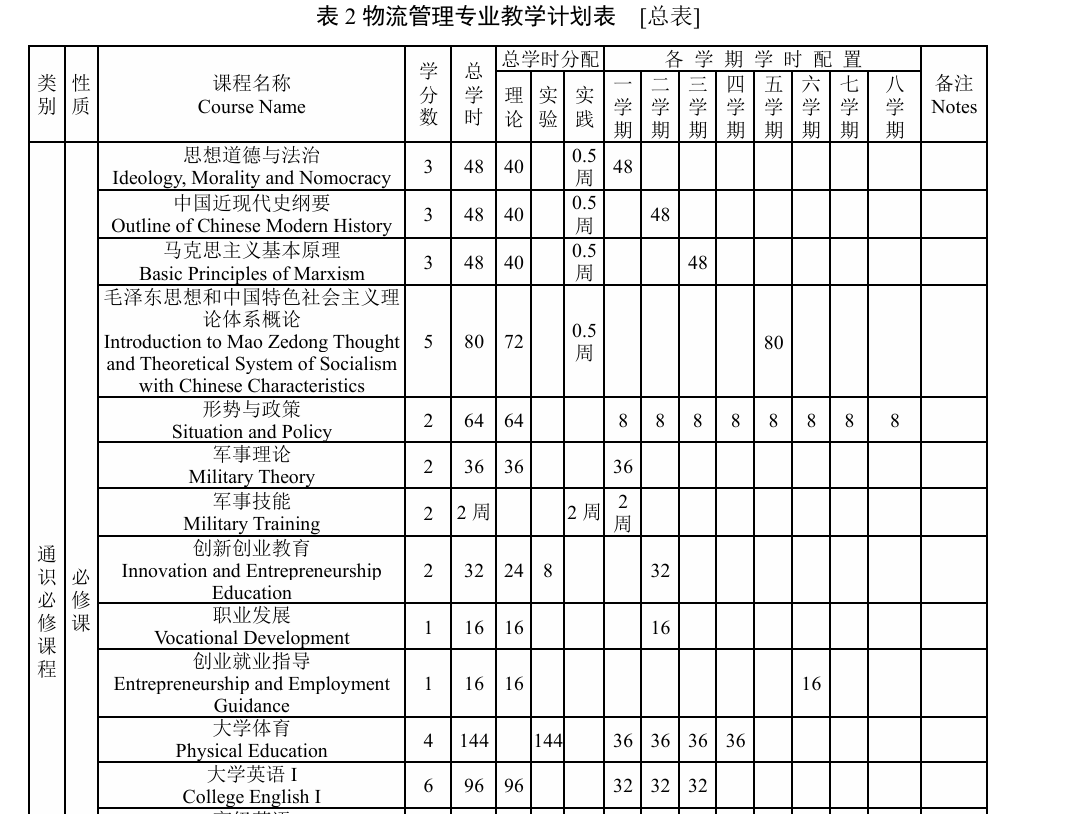 表 2 物流管理专业教学计划表 [总表]
类别 性质 课程名称 Course Name 学分数 总学时 总学时分配 各 学 期 学 时 配 置 备注 Notes
理论 实验 实践 一学期 二学期 三学期 四学期 五学期 六学期 七学期 八学期
通识必修课程
必修课
思想道德与法治
Ideology, Morality and Nomocracy 3 48 40 0.5周 48
中国近现代史纲要
Outline of Chinese Modern History 3 48 40 0.5周 48
马克思主义基本原理
Basic Principles of Marxism 3 48 40 0.5周 48
毛泽东思想和中国特色社会主义理
论体系概论
Introduction to Mao Zedong Thought 5 80 72 0.5周 80
and Theoretical System of Socialism
with Chinese Characteristics
形势与政策
Situation and Policy 2 64 64 8 8 8 8 8 8 8 8
军事理论
Military Theory 2 36 36 36
军事技能
Military Training 2 2 周 2 周 2周
创新创业教育
Innovation and Entrepreneurship 2 32 24 8 32
Education
职业发展
Vocational Development 1 16 16 16
创业就业指导
Entrepreneurship and Employment 1 16 16 16
Guidance
大学体育
Physical Education 4 144 144 36 36 36 36
大学英语 I
College English I 6 96 96 32 32 32